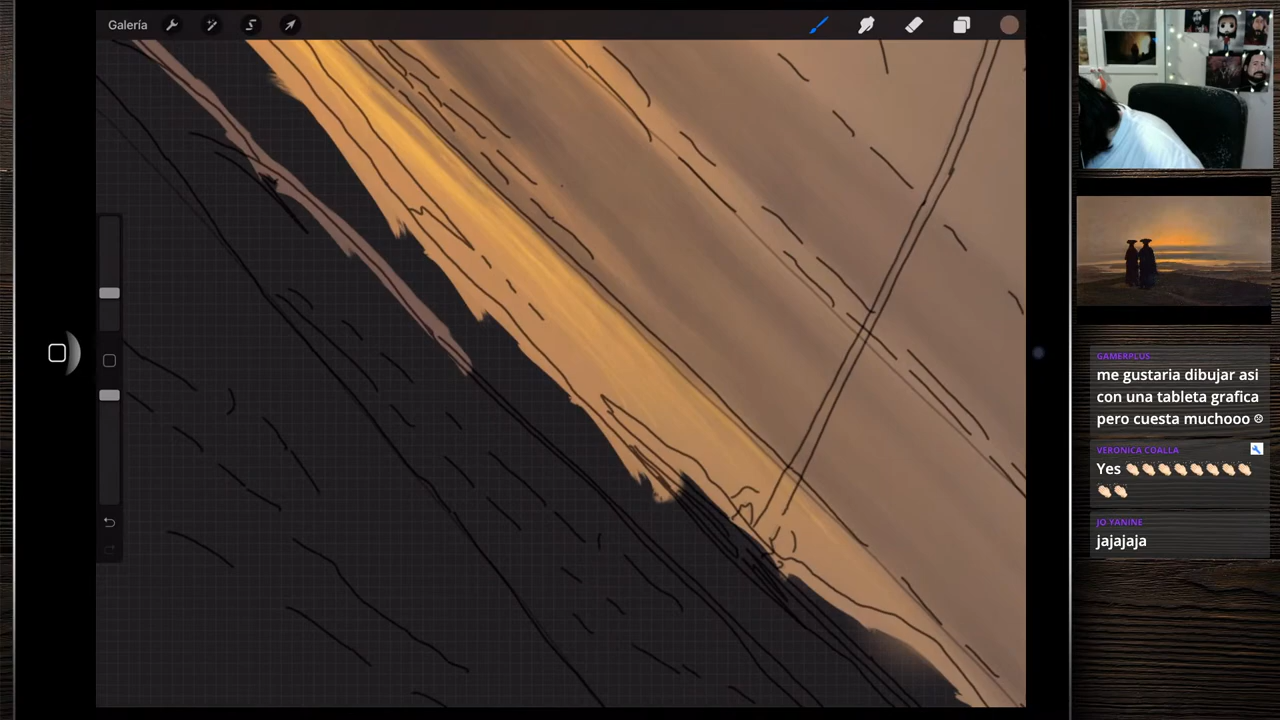 Galería
GAMERPLUS
me gustaria dibujar asi
con una tableta grafica
pero cuesta muchooo ☹
VERONICA COALLA
Yes 👏🏻👏🏻👏🏻👏🏻👏🏻👏🏻👏🏻👏🏻
👏🏻👏🏻
JO YANINE
jajajaja